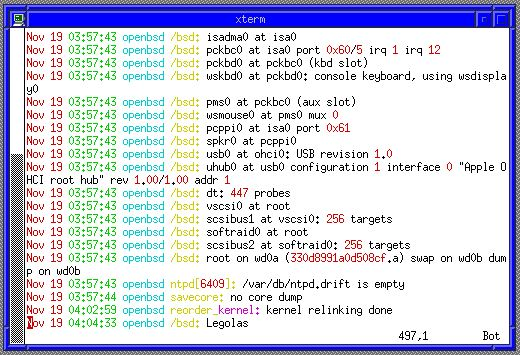 xterm
Nov 19 03:57:43 openbsd /bsd: isadma0 at isa0
Nov 19 03:57:43 openbsd /bsd: pckbc0 at isa0 port 0x60/5 irq 1 irq 12
Nov 19 03:57:43 openbsd /bsd: pckbd0 at pckbc0 (kbd slot)
Nov 19 03:57:43 openbsd /bsd: wskbd0 at pckbd0: console keyboard, using wsdispla
y0
Nov 19 03:57:43 openbsd /bsd: pms0 at pckbc0 (aux slot)
Nov 19 03:57:43 openbsd /bsd: wsmouse0 at pms0 mux 0
Nov 19 03:57:43 openbsd /bsd: pcppi0 at isa0 port 0x61
Nov 19 03:57:43 openbsd /bsd: spkr0 at pcppi0
Nov 19 03:57:43 openbsd /bsd: usb0 at ohci0: USB revision 1.0
Nov 19 03:57:43 openbsd /bsd: uhub0 at usb0 configuration 1 interface 0 "Apple O
HCI root hub" rev 1.00/1.00 addr 1
Nov 19 03:57:43 openbsd /bsd: dt: 447 probes
Nov 19 03:57:43 openbsd /bsd: vscsi0 at root
Nov 19 03:57:43 openbsd /bsd: scsibus1 at vscsi0: 256 targets
Nov 19 03:57:43 openbsd /bsd: softraid0 at root
Nov 19 03:57:43 openbsd /bsd: scsibus2 at softraid0: 256 targets
Nov 19 03:57:43 openbsd /bsd: root on wd0a (330d8991a0d508cf.a) swap on wd0b dum
p on wd0b
Nov 19 03:57:43 openbsd ntpd[6409]: /var/db/ntpd.drift is empty
Nov 19 03:57:44 openbsd savecore: no core dump
Nov 19 04:02:59 openbsd reorder_kernel: kernel relinking done
Nov 19 04:04:33 openbsd /bsd: Legolas
497,1 Bot